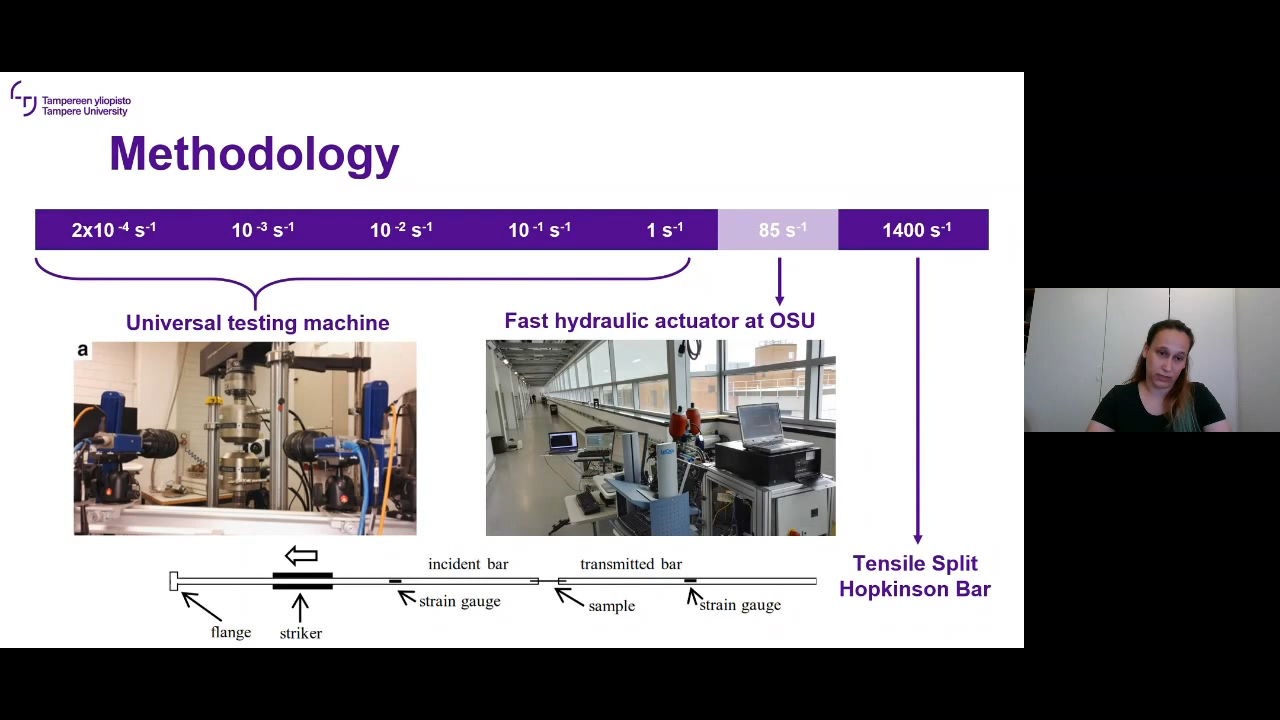 Tampereen yliopisto
Tampere University
Methodology
2x10⁻⁴ s⁻¹ 10⁻³ s⁻¹ 10⁻² s⁻¹ 10⁻¹ s⁻¹ 1 s⁻¹ 85 s⁻¹ 1400 s⁻¹
Universal testing machine
Fast hydraulic actuator at OSU
a
incident bar
transmitted bar
Tensile Split
Hopkinson Bar
strain gauge
sample
strain gauge
flange
striker